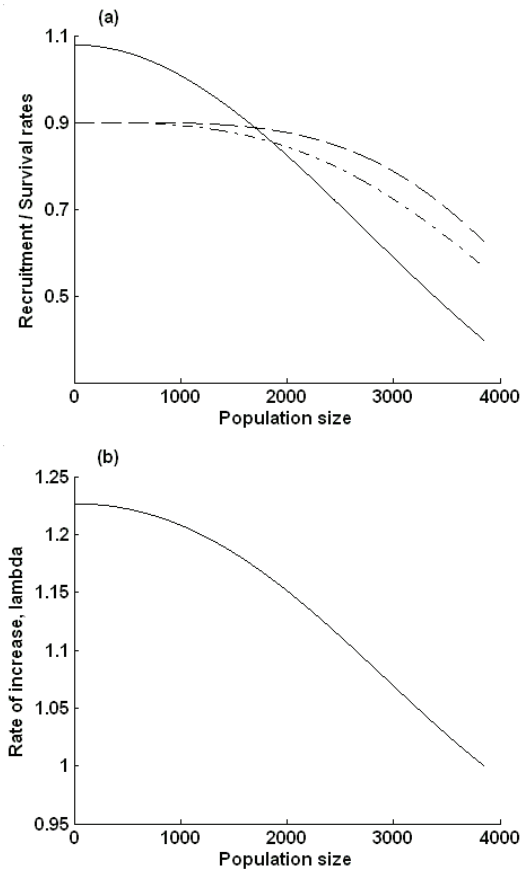 (a)
Recruitment / Survival rates
1.1
0.9
0.7
0.5
0 1000 2000 3000 4000
Population size
(b)
Rate of increase, lambda
1.25
1.2
1.15
1.1
1.05
1
0.95
0 1000 2000 3000 4000
Population size